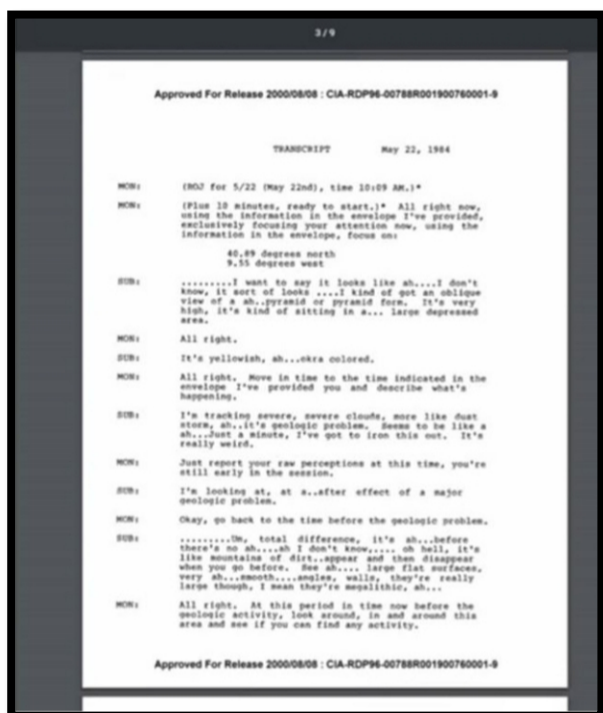 3/9
Approved For Release 2000/08/08 : CIA-RDP96-00788R001900760001-9
TRANSCRIPT May 22, 1984
MON: (ROJ for 5/22 (May 22nd), time 10:09 AM.)*
MON: (Plus 10 minutes, ready to start.)* All right now,
using the information in the envelope I've provided,
exclusively focusing your attention now, using the
information in the envelope, focus on:
40.89 degrees north
9.55 degrees west
SUB: .........I want to say it looks like ah....I don't
know, it sort of looks ....I kind of got an oblique
view of a ah..pyramid or pyramid form. It's very
high, it's kind of sitting in a... large depressed
area.
MON: All right.
SUB: It's yellowish, ah...okra colored.
MON: All right. Move in time to the time indicated in the
envelope I've provided you and describe what's
happening.
SUB: I'm tracking severe, severe clouds, more like dust
storm, ah..it's geologic problem. Seems to be like a
ah...Just a minute, I've got to iron this out. It's
really weird.
MON: Just report your raw perceptions at this time, you're
still early in the session.
SUB: I'm looking at, at a..after effect of a major
geologic problem.
MON: Okay, go back to the time before the geologic problem.
SUB: .........Um, total difference, it's ah...before
there's no ah....ah I don't know,.... oh hell, it's
like mountains of dirt..appear and then disappear
when you go before. See ah.... large flat surfaces,
very ah...smooth....angles, walls, they're really
large though, I mean they're megalithic, ah...
MON: All right. At this period in time now before the
geologic activity, look around, in and around this
area and see if you can find any activity.
Approved For Release 2000/08/08 : CIA-RDP96-00788R001900760001-9